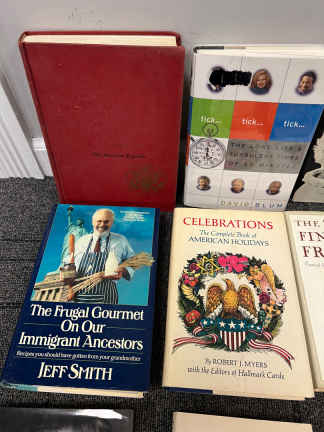 tick...
tick...
tick...
THE LONG LIFE &
TURBULENT TIMES
OF 60 MINUTES
DAVID BLUM
The Frugal Gourmet
On Our
Immigrant Ancestors
Recipes you should have gotten from your grandmother
JEFF SMITH
CELEBRATIONS
The Complete Book of
AMERICAN HOLIDAYS
By ROBERT J. MYERS
with the Editors of Hallmark Cards
THE
FIN
FR